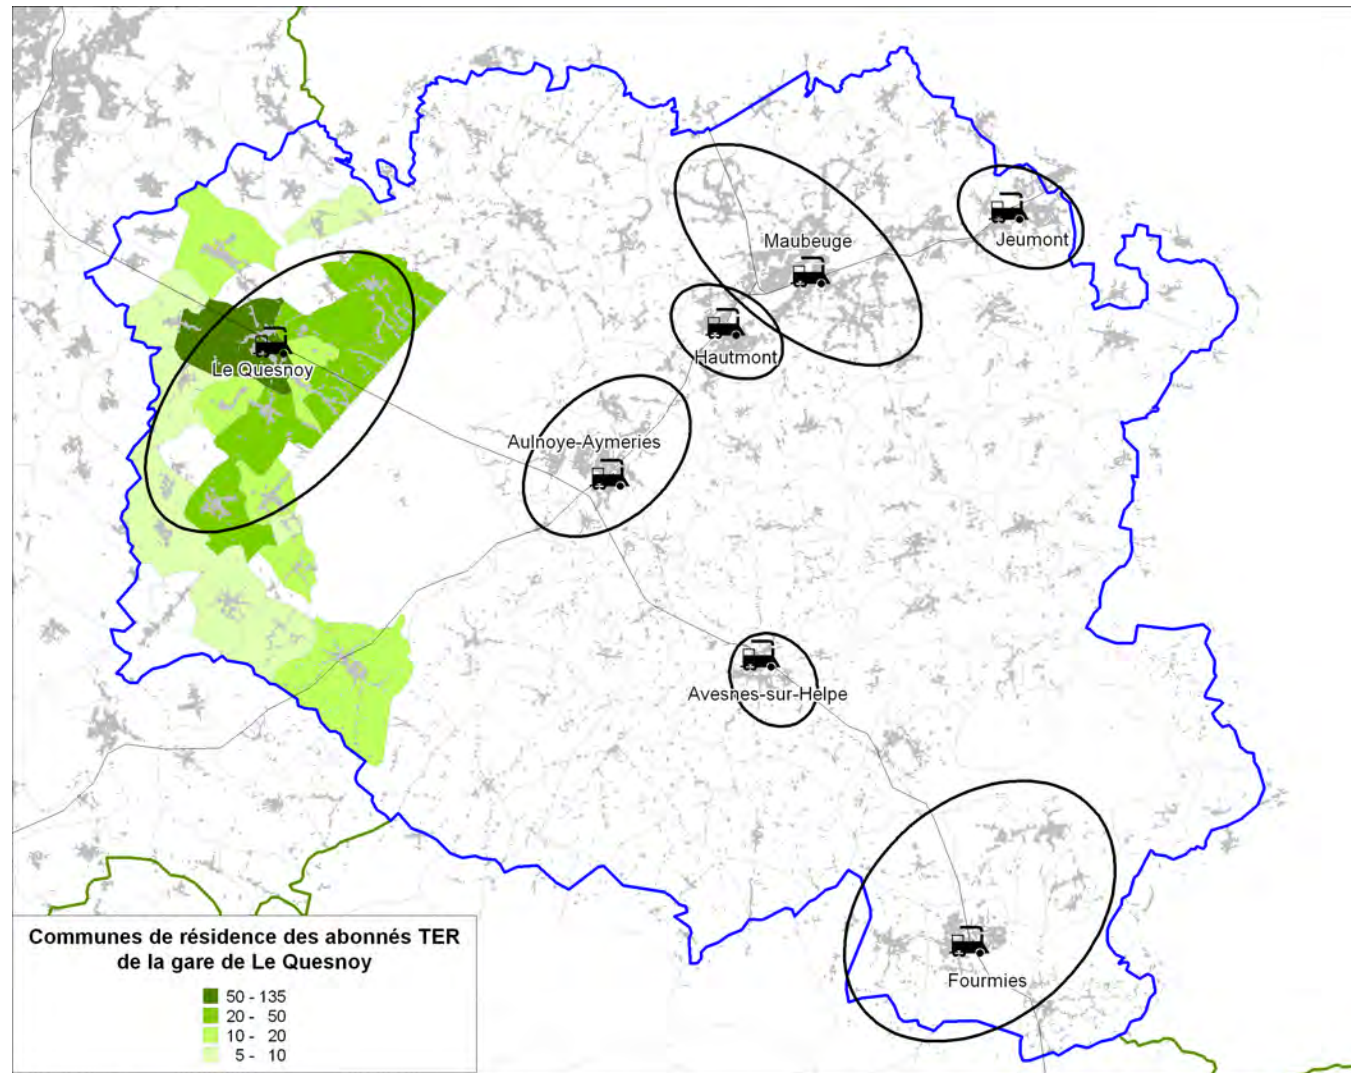 Jeumont
Maubeuge
Hautmont
Le Quesnoy
Aulnoye-Aymeries
Avesnes-sur-Helpe
Fourmies
Communes de résidence des abonnés TER
de la gare de Le Quesnoy
50 - 135
20 - 50
10 - 20
5 - 10